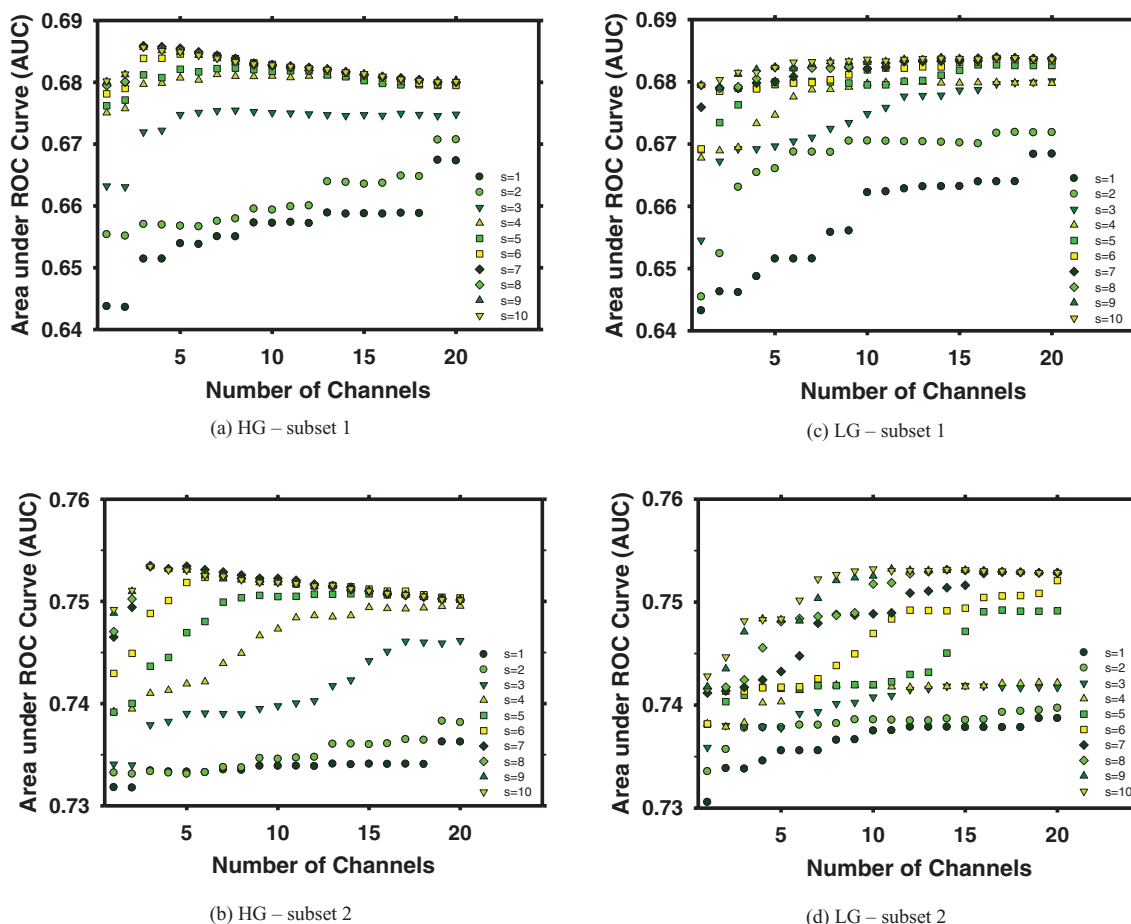 Area under ROC Curve (AUC)
0.69
0.68
0.67
0.66
0.65
0.64
5
10
15
20
Number of Channels
s=1
s=2
s=3
s=4
s=5
s=6
s=7
s=8
s=9
s=10
(a) HG – subset 1
Area under ROC Curve (AUC)
0.69
0.68
0.67
0.66
0.65
0.64
5
10
15
20
Number of Channels
s=1
s=2
s=3
s=4
s=5
s=6
s=7
s=8
s=9
s=10
(c) LG – subset 1
Area under ROC Curve (AUC)
0.76
0.75
0.74
0.73
5
10
15
20
Number of Channels
s=1
s=2
s=3
s=4
s=5
s=6
s=7
s=8
s=9
s=10
(b) HG – subset 2
Area under ROC Curve (AUC)
0.76
0.75
0.74
0.73
5
10
15
20
Number of Channels
s=1
s=2
s=3
s=4
s=5
s=6
s=7
s=8
s=9
s=10
(d) LG – subset 2